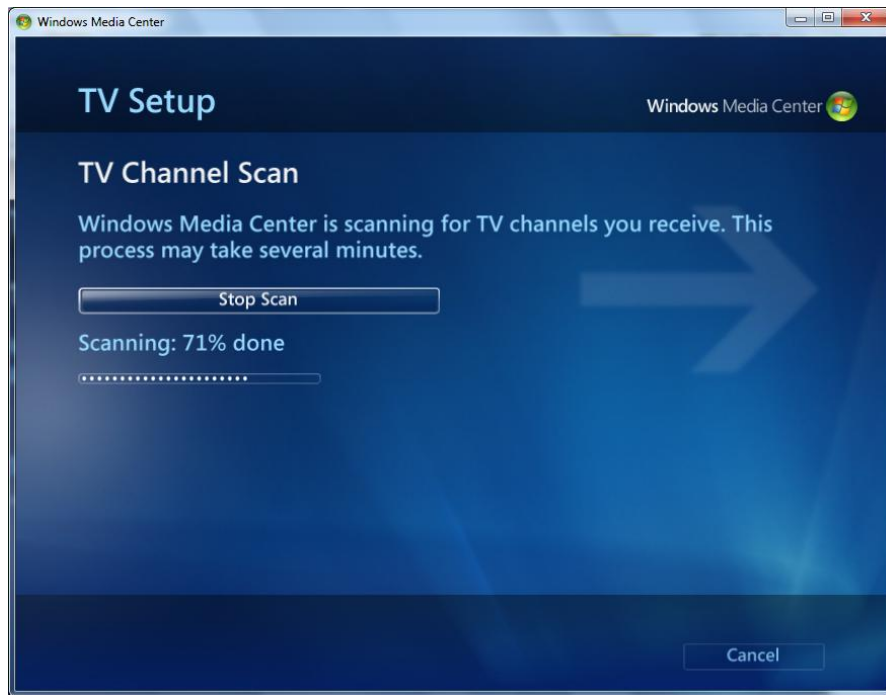 Windows Media Center
TV Setup
Windows Media Center
TV Channel Scan
Windows Media Center is scanning for TV channels you receive. This
process may take several minutes.
Stop Scan
Scanning: 71% done
Cancel